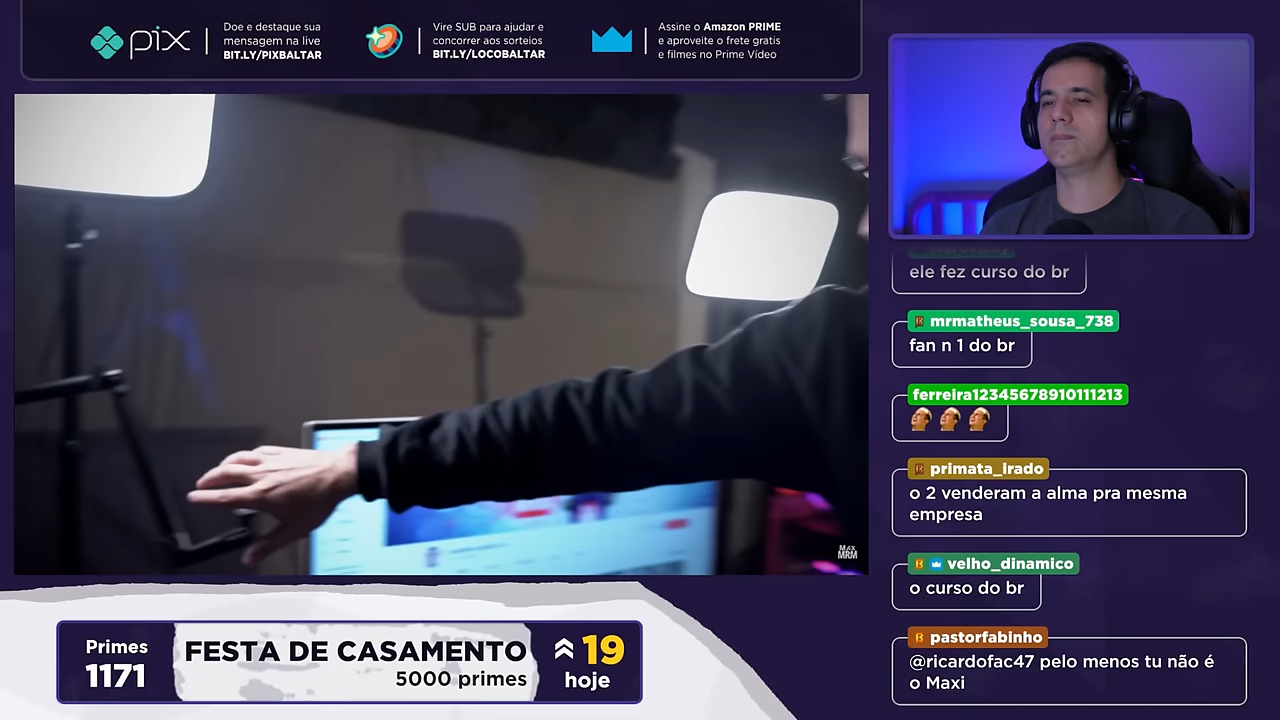 pix
Doe e destaque sua
mensagem na live
BIT.LY/PIXBALTAR
Vire SUB para ajudar e
concorrer aos sorteios
BIT.LY/LOCOBALTAR
Assine o Amazon PRIME
e aproveite o frete gratis
e filmes no Prime Vídeo
MAX
MRM
ele fez curso do br
mrmatheus_sousa_738
fan n 1 do br
ferreira12345678910111213
primata_irado
o 2 venderam a alma pra mesma
empresa
velho_dinamico
o curso do br
pastorfabinho
@ricardofac47 pelo menos tu não é
o Maxi
Primes
1171
FESTA DE CASAMENTO
5000 primes
19
hoje